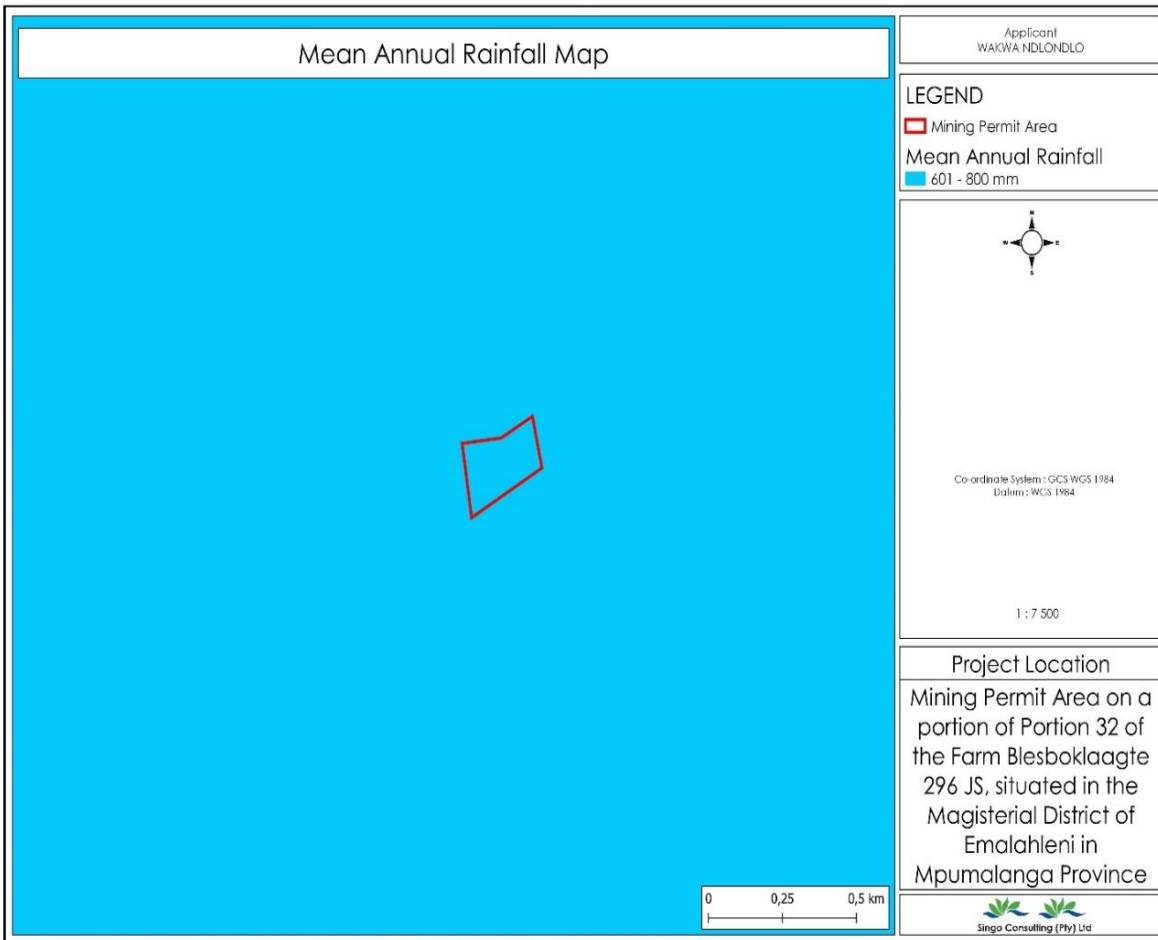 Mean Annual Rainfall Map
Applicant
WAKWA NDLONDLO
LEGEND
Mining Permit Area
Mean Annual Rainfall
601 - 800 mm
N
W E
S
Co-ordinate System : GCS WGS 1984
Datum : WGS 1984
1 : 7 500
Project Location
Mining Permit Area on a
portion of Portion 32 of
the Farm Blesboklaagte
296 JS, situated in the
Magisterial District of
Emalahleni in
Mpumalanga Province
0 0,25 0,5 km
Singo Consulting (Pty) Ltd